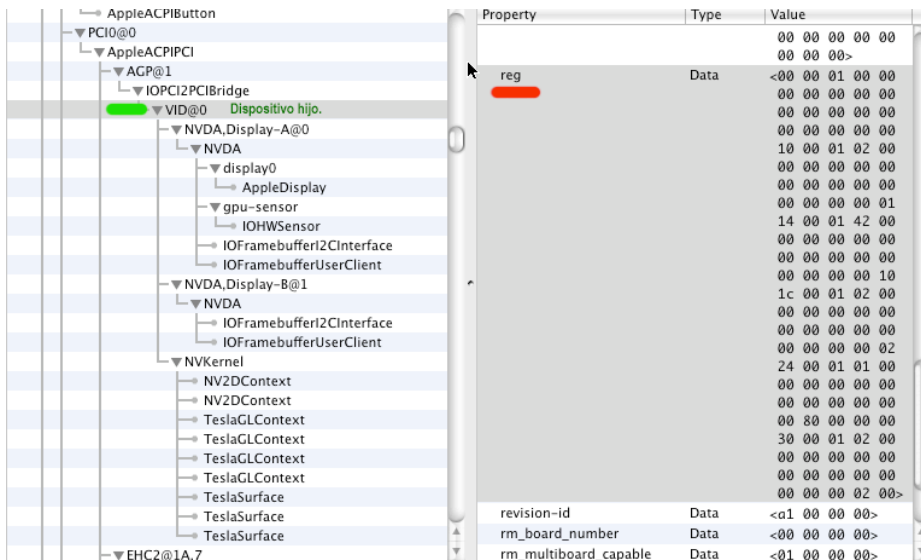 AppleACPIButton
PCI0@0
AppleACPIPCI
AGP@1
IOPCI2PCIBridge
VID@0 Dispositivo hijo.
NVDA,Display-A@0
NVDA
display0
AppleDisplay
gpu-sensor
IOHWSensor
IOFramebufferI2CInterface
IOFramebufferUserClient
NVDA,Display-B@1
NVDA
IOFramebufferI2CInterface
IOFramebufferUserClient
NVKernel
NV2DContext
NV2DContext
TeslaGLContext
TeslaGLContext
TeslaGLContext
TeslaGLContext
TeslaSurface
TeslaSurface
TeslaSurface
EHC2@1A,7
Property Type Value
00 00 00 00 00
00 00 00>
reg Data <00 00 01 00 00
00 00 00 00 00
00 00 00 00 00
00 00 00 00 00
10 00 01 02 00
00 00 00 00 00
00 00 00 00 00
00 00 00 00 01
14 00 01 42 00
00 00 00 00 00
00 00 00 00 00
00 00 00 00 10
1c 00 01 02 00
00 00 00 00 00
00 00 00 00 00
00 00 00 00 02
24 00 01 01 00
00 00 00 00 00
00 00 00 00 00
00 80 00 00 00
30 00 01 02 00
00 00 00 00 00
00 00 00 00 00
00 00 00 02 00>
revision-id Data <a1 00 00 00>
rm_board_number Data <00 00 00 00>
rm_multiboard_capable Data <01 00 00 00>